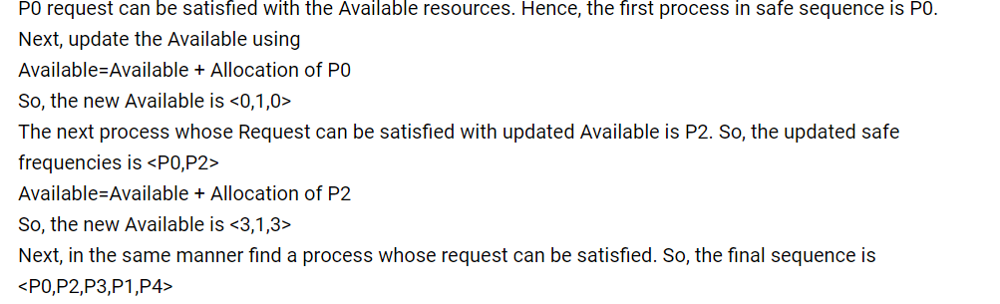 P0 request can be satisfied with the Available resources. Hence, the first process in safe sequence is P0.
Next, update the Available using
Available=Available + Allocation of P0
So, the new Available is <0,1,0>
The next process whose Request can be satisfied with updated Available is P2. So, the updated safe
frequencies is <P0,P2>
Available=Available + Allocation of P2
So, the new Available is <3,1,3>
Next, in the same manner find a process whose request can be satisfied. So, the final sequence is
<P0,P2,P3,P1,P4>